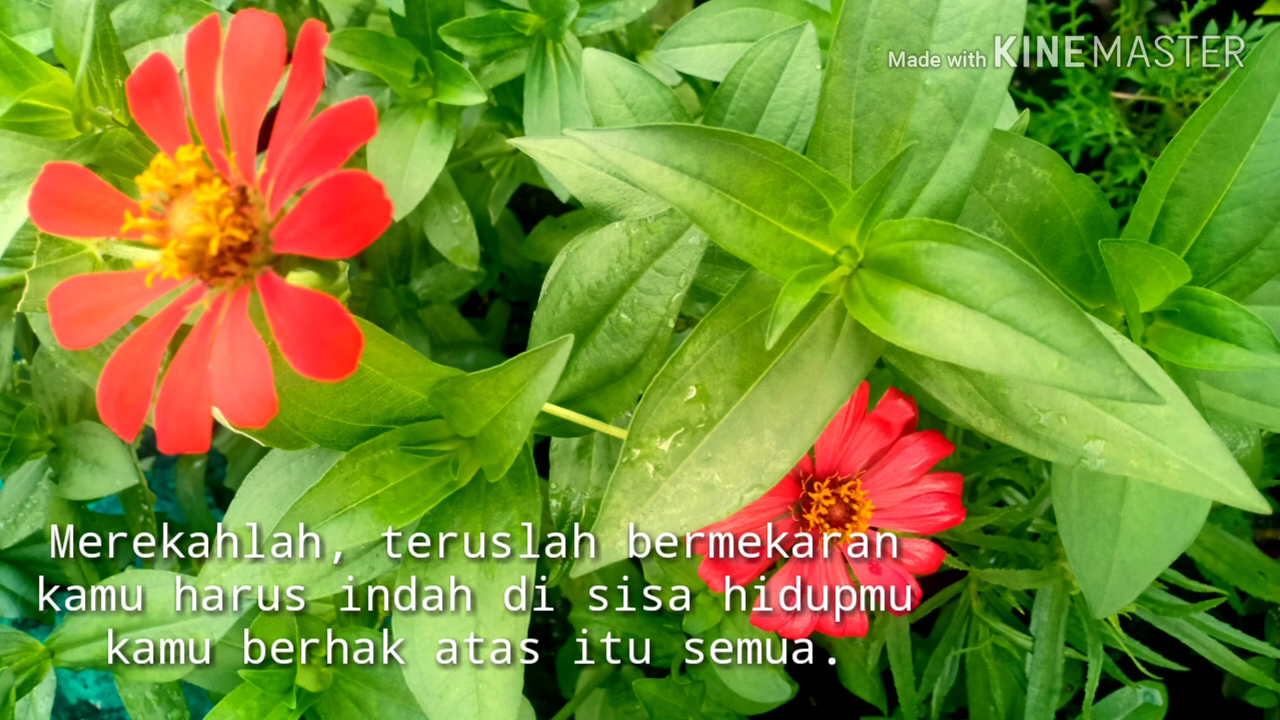 Made with KINEMASTER
Merekahlah, teruslah bermekaran
kamu harus indah di sisa hidupmu
kamu berhak atas itu semua.